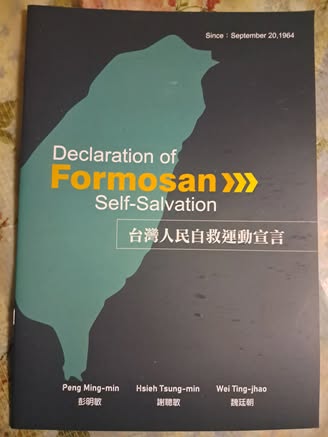 Since：September 20,1964
Declaration of
Formosan
Self-Salvation
台灣人民自救運動宣言
Peng Ming-min Hsieh Tsung-min Wei Ting-jhao
彭明敏 謝聰敏 魏廷朝